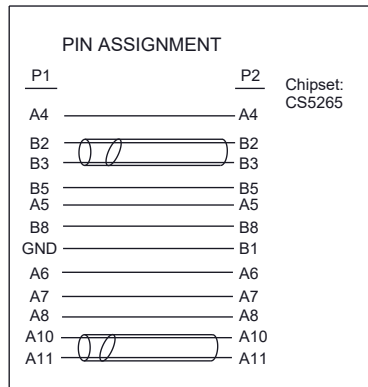 PIN ASSIGNMENT
P1 P2
Chipset:
CS5265
A4 A4
B2 B2
B3 B3
B5 B5
A5 A5
B8 B8
GND B1
A6 A6
A7 A7
A8 A8
A10 A10
A11 A11